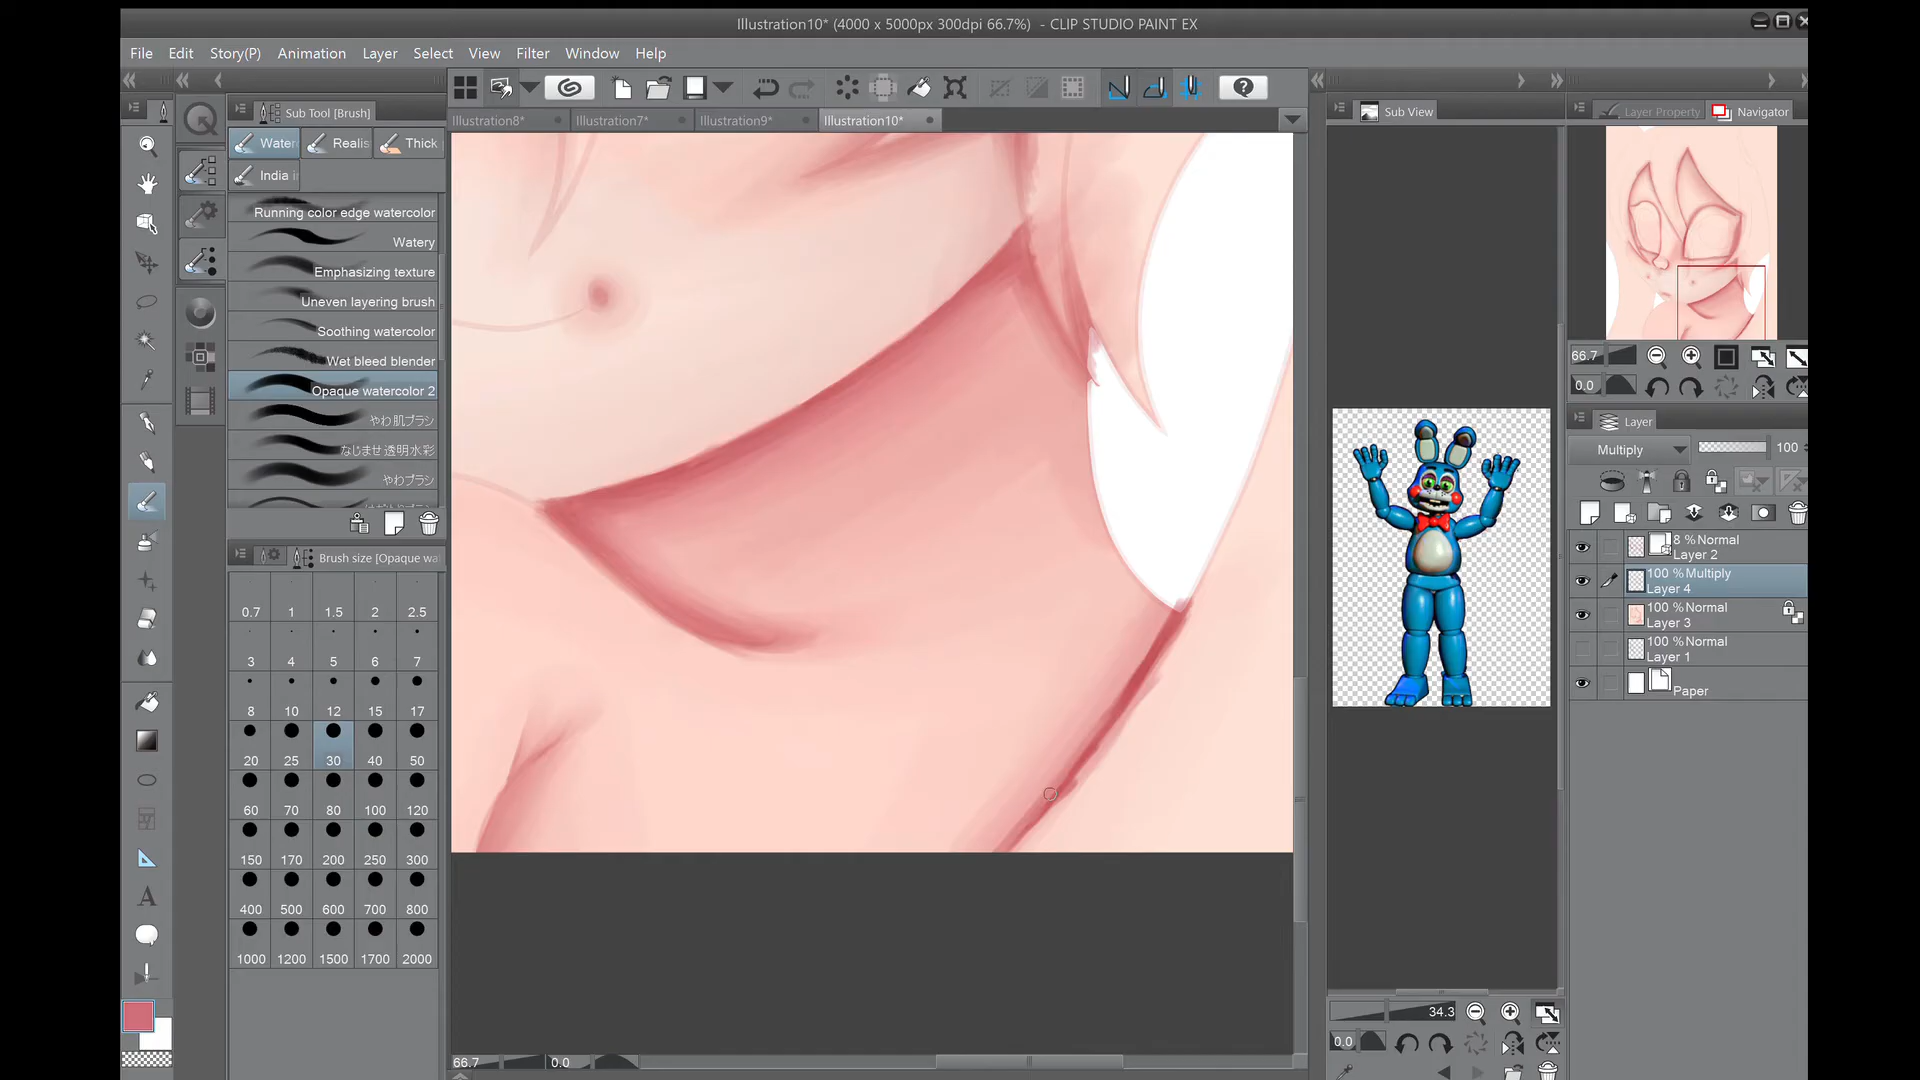 Illustration10* (4000 x 5000px 300dpi 66.7%) - CLIP STUDIO PAINT EX
File Edit Story(P) Animation Layer Select View Filter Window Help
Sub Tool [Brush]
Water Realis Thick
India in
Running color edge watercolor
Watery
Emphasizing texture
Uneven layering brush
Soothing watercolor
Wet bleed blender
Opaque watercolor 2
やわ肌ブラシ
なじませ透明水彩
やわブラシ
Brush size [Opaque wa
0.7 1 1.5 2 2.5
3 4 5 6 7
8 10 12 15 17
20 25 30 40 50
60 70 80 100 120
150 170 200 250 300
400 500 600 700 800
1000 1200 1500 1700 2000
Illustration8* Illustration7* Illustration9* Illustration10*
66.7 0.0
Sub View
34.3
0.0
Layer Property Navigator
66.7
0.0
Layer
Multiply 100
8 % Normal
Layer 2
100 % Multiply
Layer 4
100 % Normal
Layer 3
100 % Normal
Layer 1
Paper